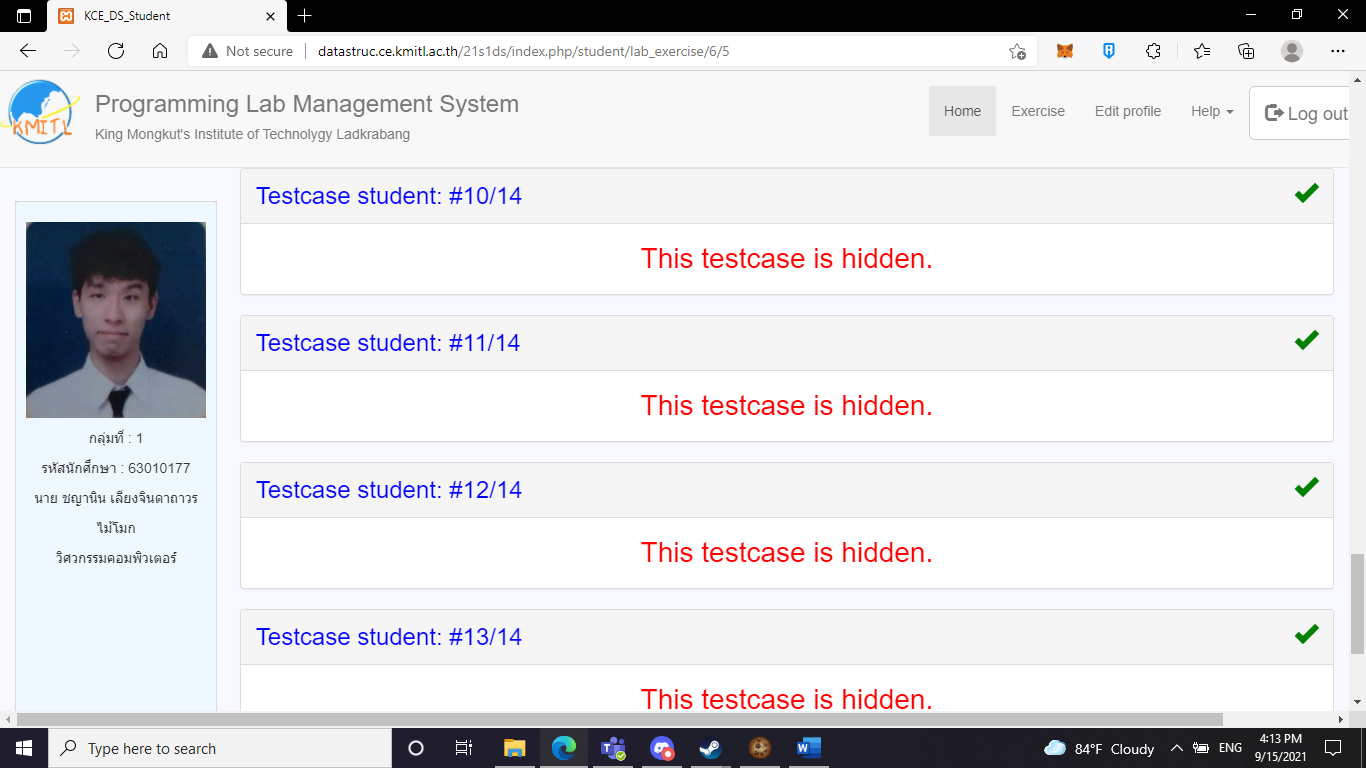 KCE_DS_Student
Not secure
datastruc.ce.kmitl.ac.th/21s1ds/index.php/student/lab_exercise/6/5
KMITL
Programming Lab Management System
King Mongkut's Institute of Technolygy Ladkrabang
Home
Exercise
Edit profile
Help
Log out
กลุ่มที่ : 1
รหัสนักศึกษา : 63010177
นาย ชญานิน เลียงจินดาถาวร
ไม้โมก
วิศวกรรมคอมพิวเตอร์
Testcase student: #10/14
This testcase is hidden.
Testcase student: #11/14
This testcase is hidden.
Testcase student: #12/14
This testcase is hidden.
Testcase student: #13/14
This testcase is hidden.
Type here to search
84°F Cloudy
ENG
4:13 PM
9/15/2021